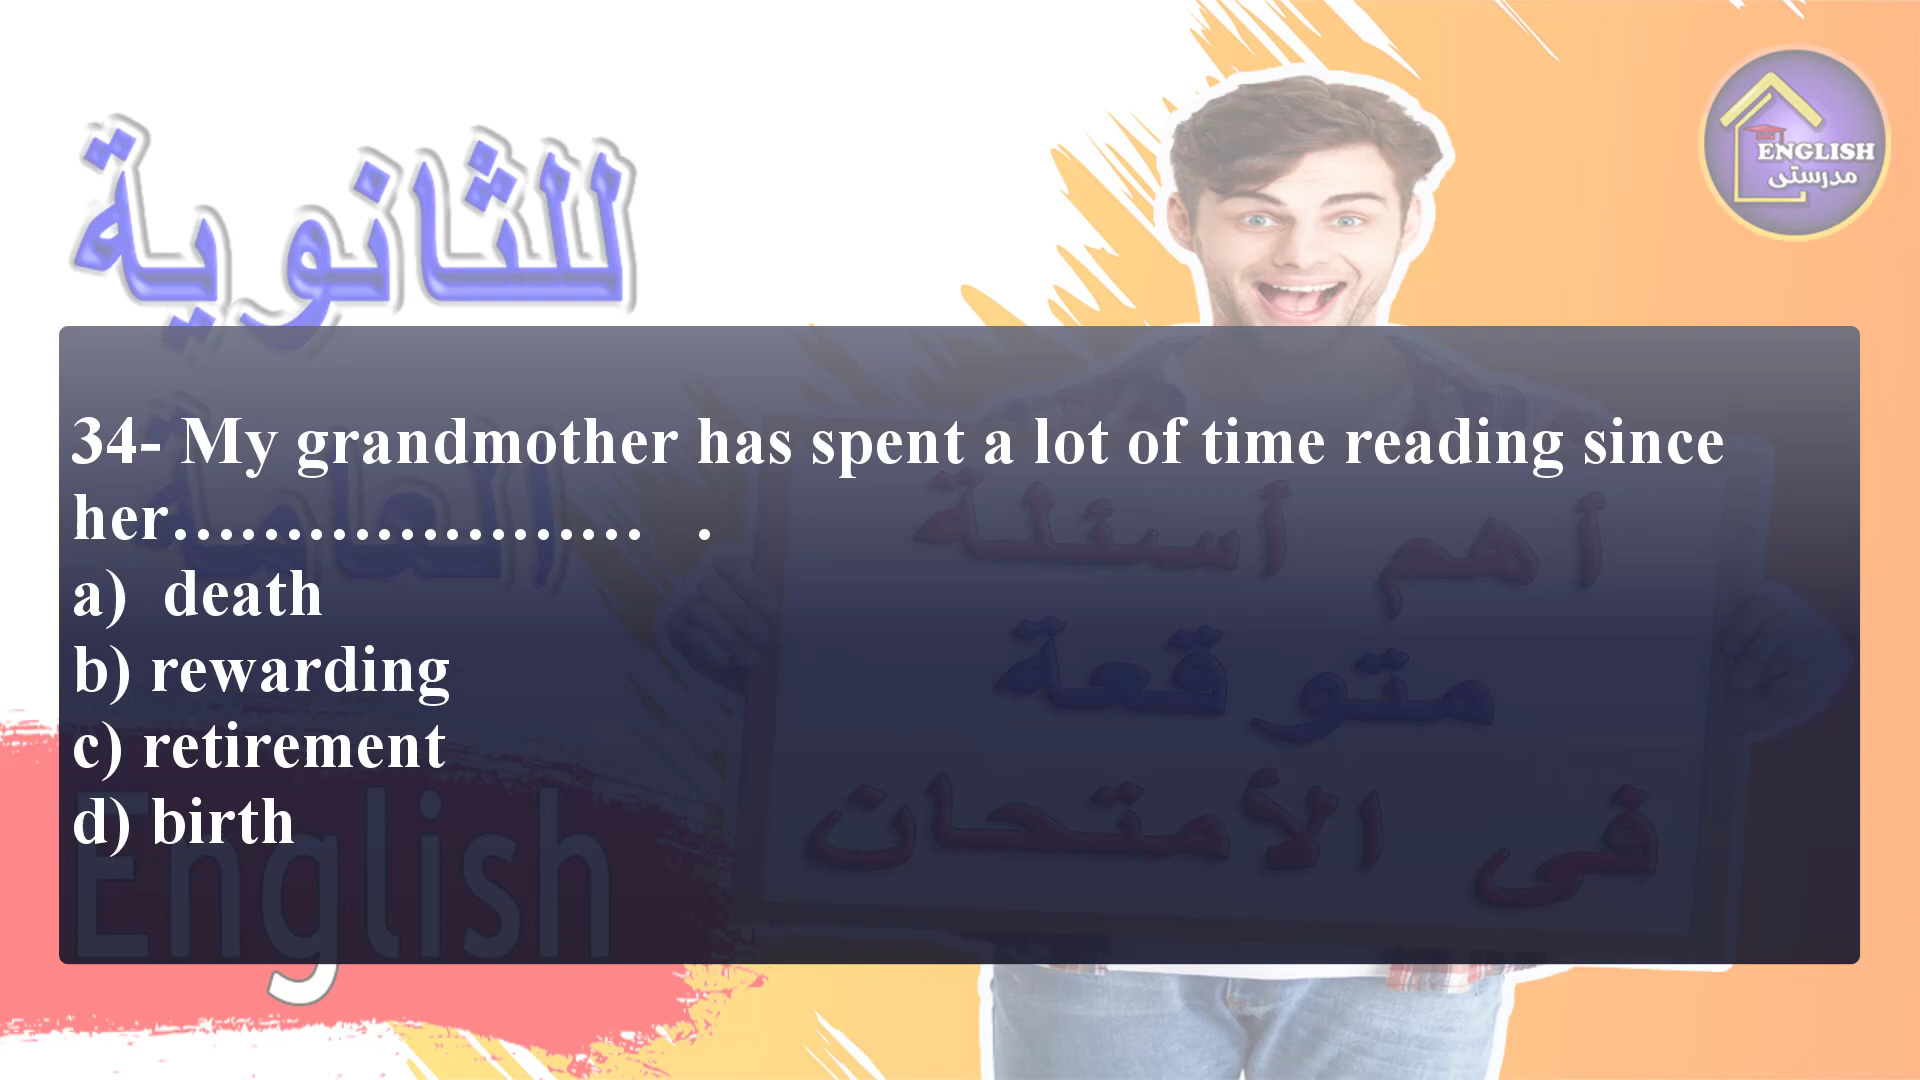 للثانوية
العامة
ENGLISH
مدرستى
34- My grandmother has spent a lot of time reading since
her………………… .
a) death
b) rewarding
c) retirement
d) birth
أهم أسئلة
متوقعة
فى الأمتحان
English